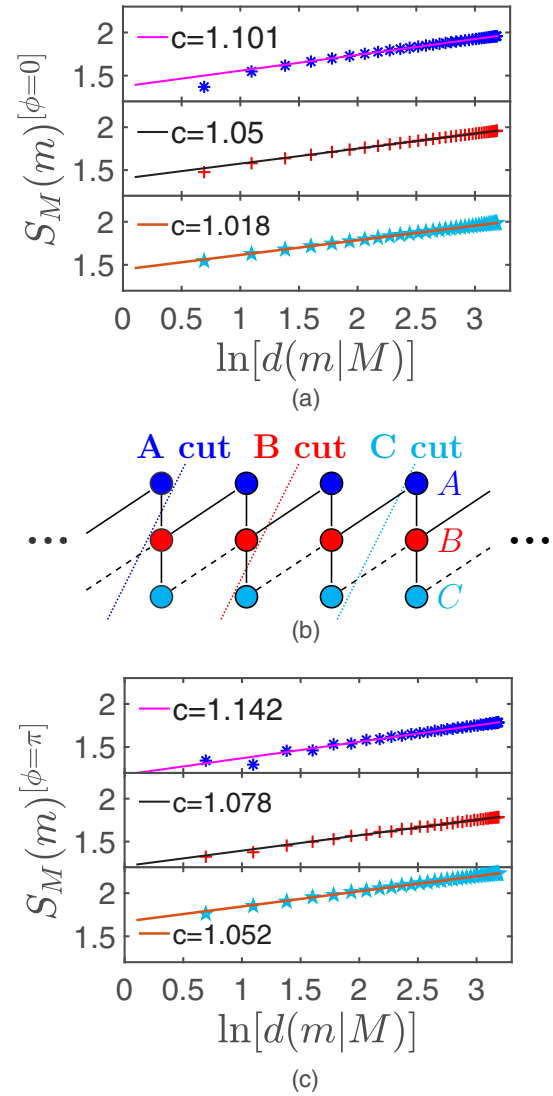 2
1.5
c=1.101
2
1.5
c=1.05
2
1.5
c=1.018
S_M(m)^[ϕ=0]
0 0.5 1 1.5 2 2.5 3
ln[d(m|M)]
(a)
A cut B cut C cut
A
B
C
(b)
2
1.5
c=1.142
2
1.5
c=1.078
2
1.5
c=1.052
S_M(m)^[ϕ=π]
0 0.5 1 1.5 2 2.5 3
ln[d(m|M)]
(c)